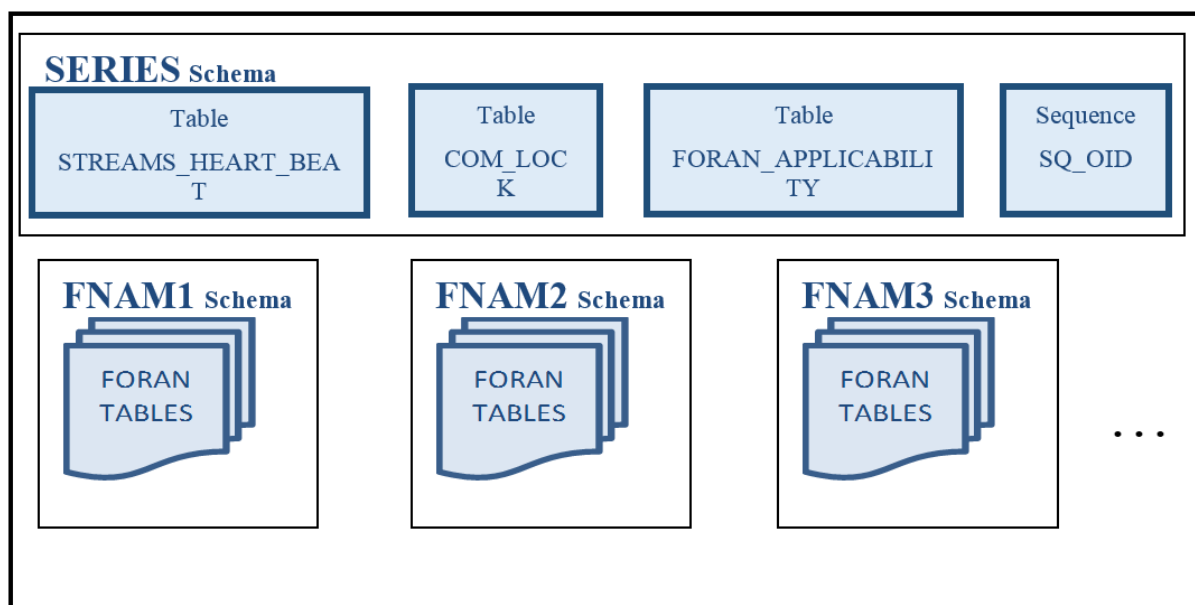 SERIES Schema
Table
STREAMS_HEART_BEA
T
Table
COM_LOC
K
Table
FORAN_APPLICABILI
TY
Sequence
SQ_OID
FNAM1 Schema
FORAN
TABLES
FNAM2 Schema
FORAN
TABLES
FNAM3 Schema
FORAN
TABLES
...